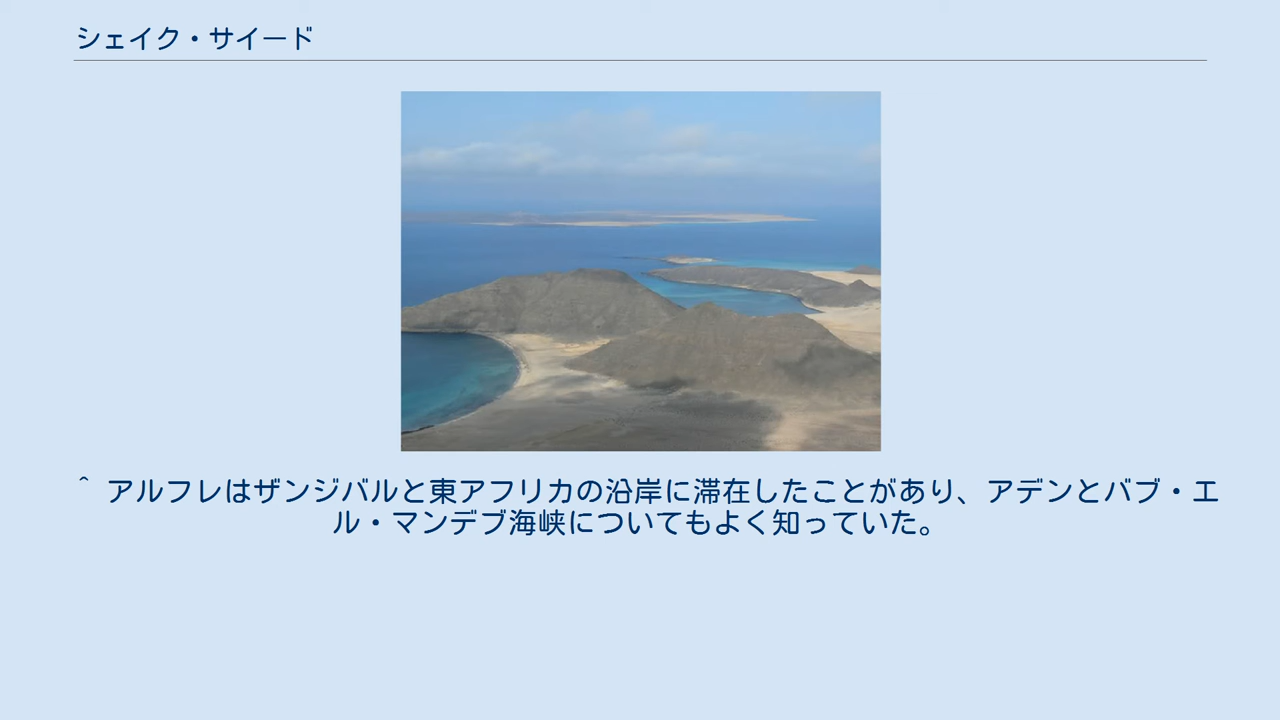 シェイク・サイード
^ アルフレはザンジバルと東アフリカの沿岸に滞在したことがあり、アデンとバブ・エ
ル・マンデブ海峡についてもよく知っていた。